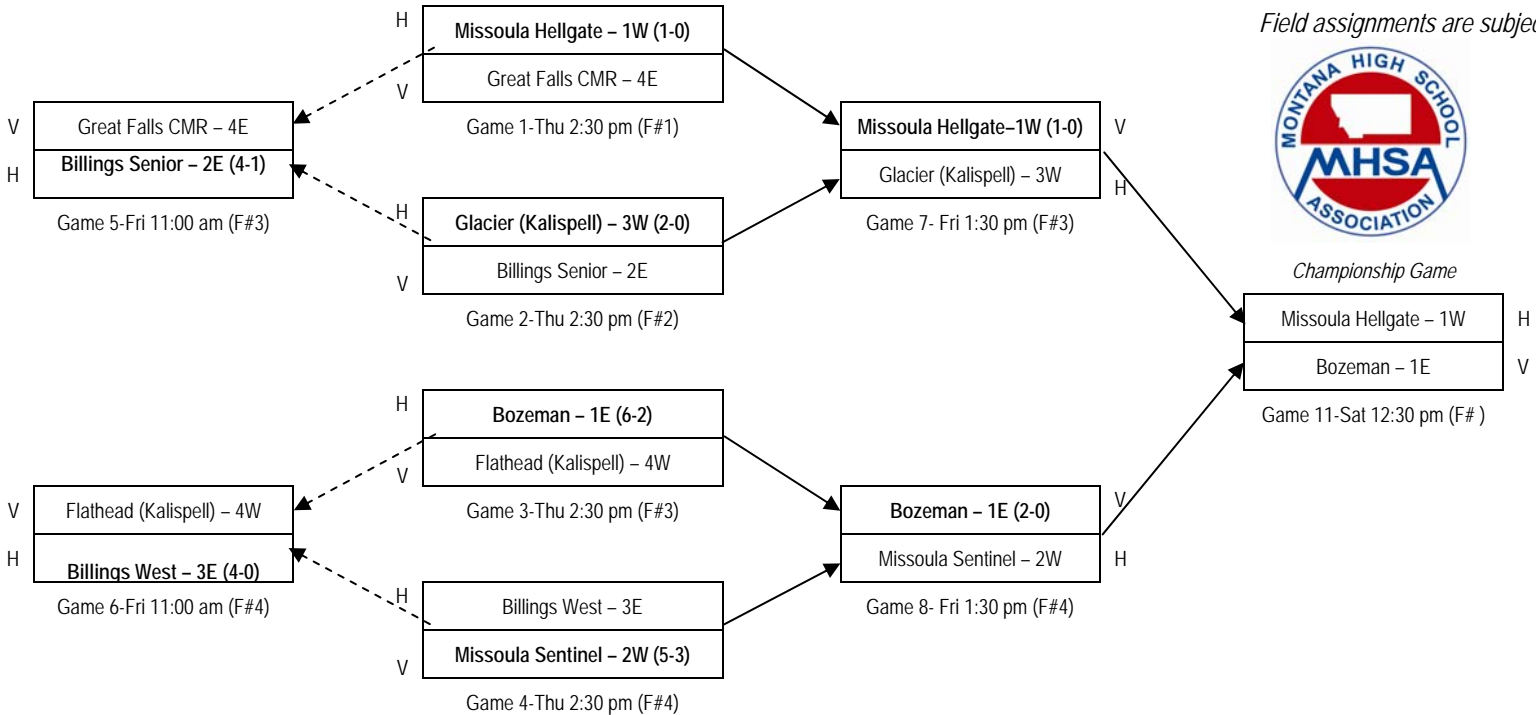 Field assignments are subjec
MONTANA HIGH SCHOOL
MHSA
ASSOCIATION
H
Missoula Hellgate – 1W (1-0)
Great Falls CMR – 4E
V
Game 1-Thu 2:30 pm (F#1)
V
Great Falls CMR – 4E
H
Billings Senior – 2E (4-1)
Game 5-Fri 11:00 am (F#3)
H
Glacier (Kalispell) – 3W (2-0)
Billings Senior – 2E
V
Game 2-Thu 2:30 pm (F#2)
Missoula Hellgate–1W (1-0)
V
Glacier (Kalispell) – 3W
H
Game 7- Fri 1:30 pm (F#3)
Championship Game
Missoula Hellgate – 1W
H
Bozeman – 1E
V
Game 11-Sat 12:30 pm (F# )
H
Bozeman – 1E (6-2)
Flathead (Kalispell) – 4W
V
Game 3-Thu 2:30 pm (F#3)
V
Flathead (Kalispell) – 4W
H
Billings West – 3E (4-0)
Game 6-Fri 11:00 am (F#4)
H
Billings West – 3E
Missoula Sentinel – 2W (5-3)
V
Game 4-Thu 2:30 pm (F#4)
Bozeman – 1E (2-0)
V
Missoula Sentinel – 2W
H
Game 8- Fri 1:30 pm (F#4)